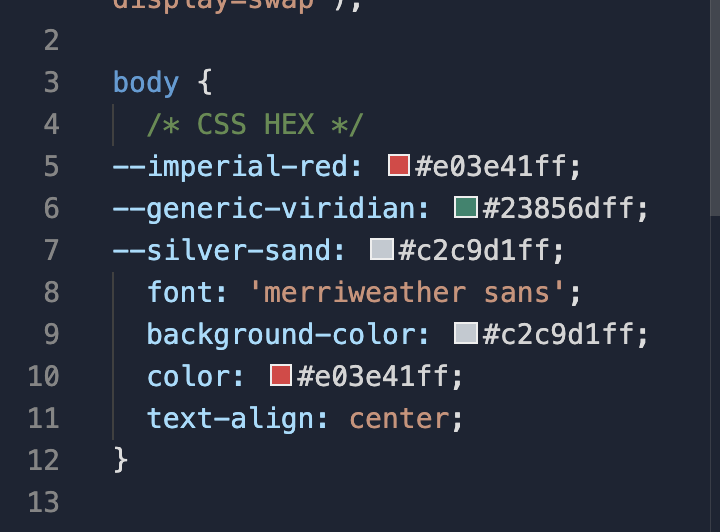 display=swap');
2
3 body {
4 /* CSS HEX */
5 --imperial-red: #e03e41ff;
6 --generic-viridian: #23856dff;
7 --silver-sand: #c2c9d1ff;
8 font: 'merriweather sans';
9 background-color: #c2c9d1ff;
10 color: #e03e41ff;
11 text-align: center;
12 }
13